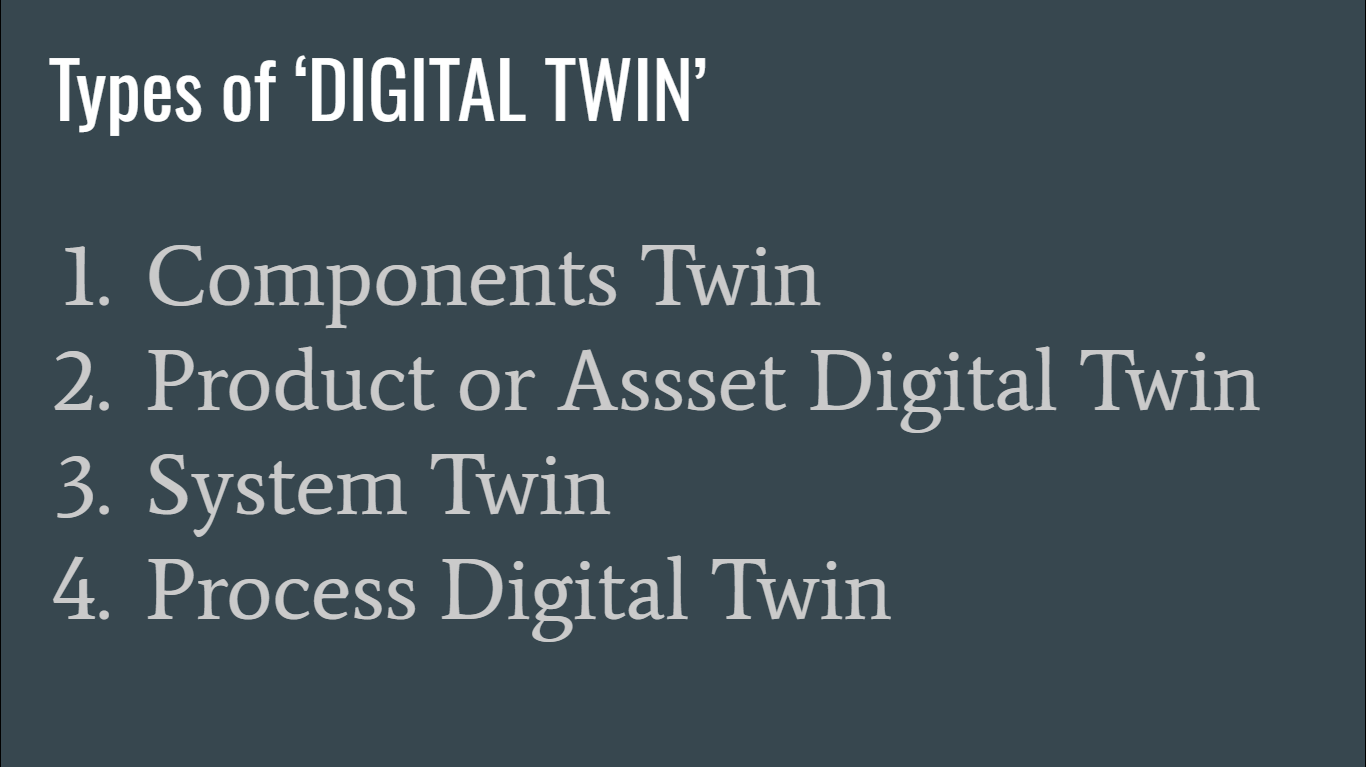 Types of ‘DIGITAL TWIN’
1. Components Twin
2. Product or Assset Digital Twin
3. System Twin
4. Process Digital Twin